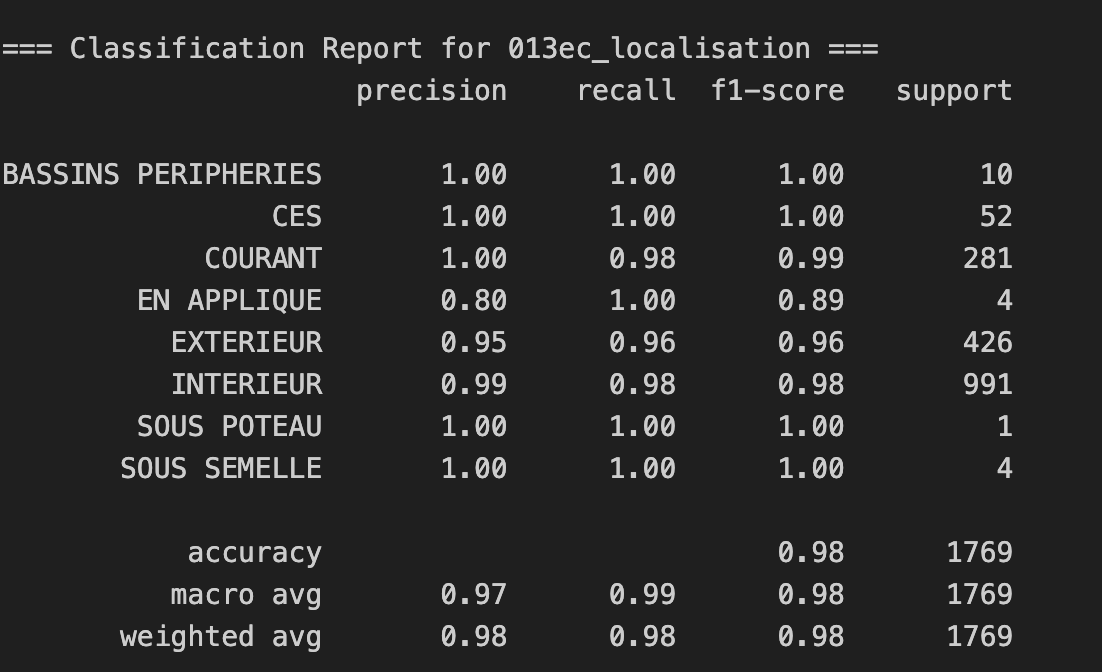 === Classification Report for 013ec_localisation ===
precision recall f1-score support
BASSINS PERIPHERIES 1.00 1.00 1.00 10
CES 1.00 1.00 1.00 52
COURANT 1.00 0.98 0.99 281
EN APPLIQUE 0.80 1.00 0.89 4
EXTERIEUR 0.95 0.96 0.96 426
INTERIEUR 0.99 0.98 0.98 991
SOUS POTEAU 1.00 1.00 1.00 1
SOUS SEMELLE 1.00 1.00 1.00 4
accuracy 0.98 1769
macro avg 0.97 0.99 0.98 1769
weighted avg 0.98 0.98 0.98 1769